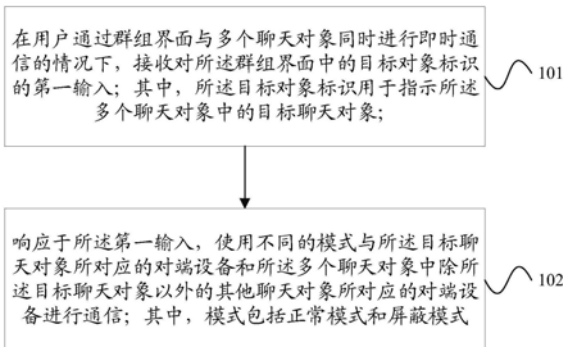 在用户通过群组界面与多个聊天对象同时进行即时通
信的情况下，接收对所述群组界面中的目标对象标识
的第一输入；其中，所述目标对象标识用于指示所述
多个聊天对象中的目标聊天对象；
101
响应于所述第一输入，使用不同的模式与所述目标聊
天对象所对应的对端设备和所述多个聊天对象中除所
述目标聊天对象以外的其他聊天对象所对应的对端设
备进行通信；其中，模式包括正常模式和屏蔽模式
102